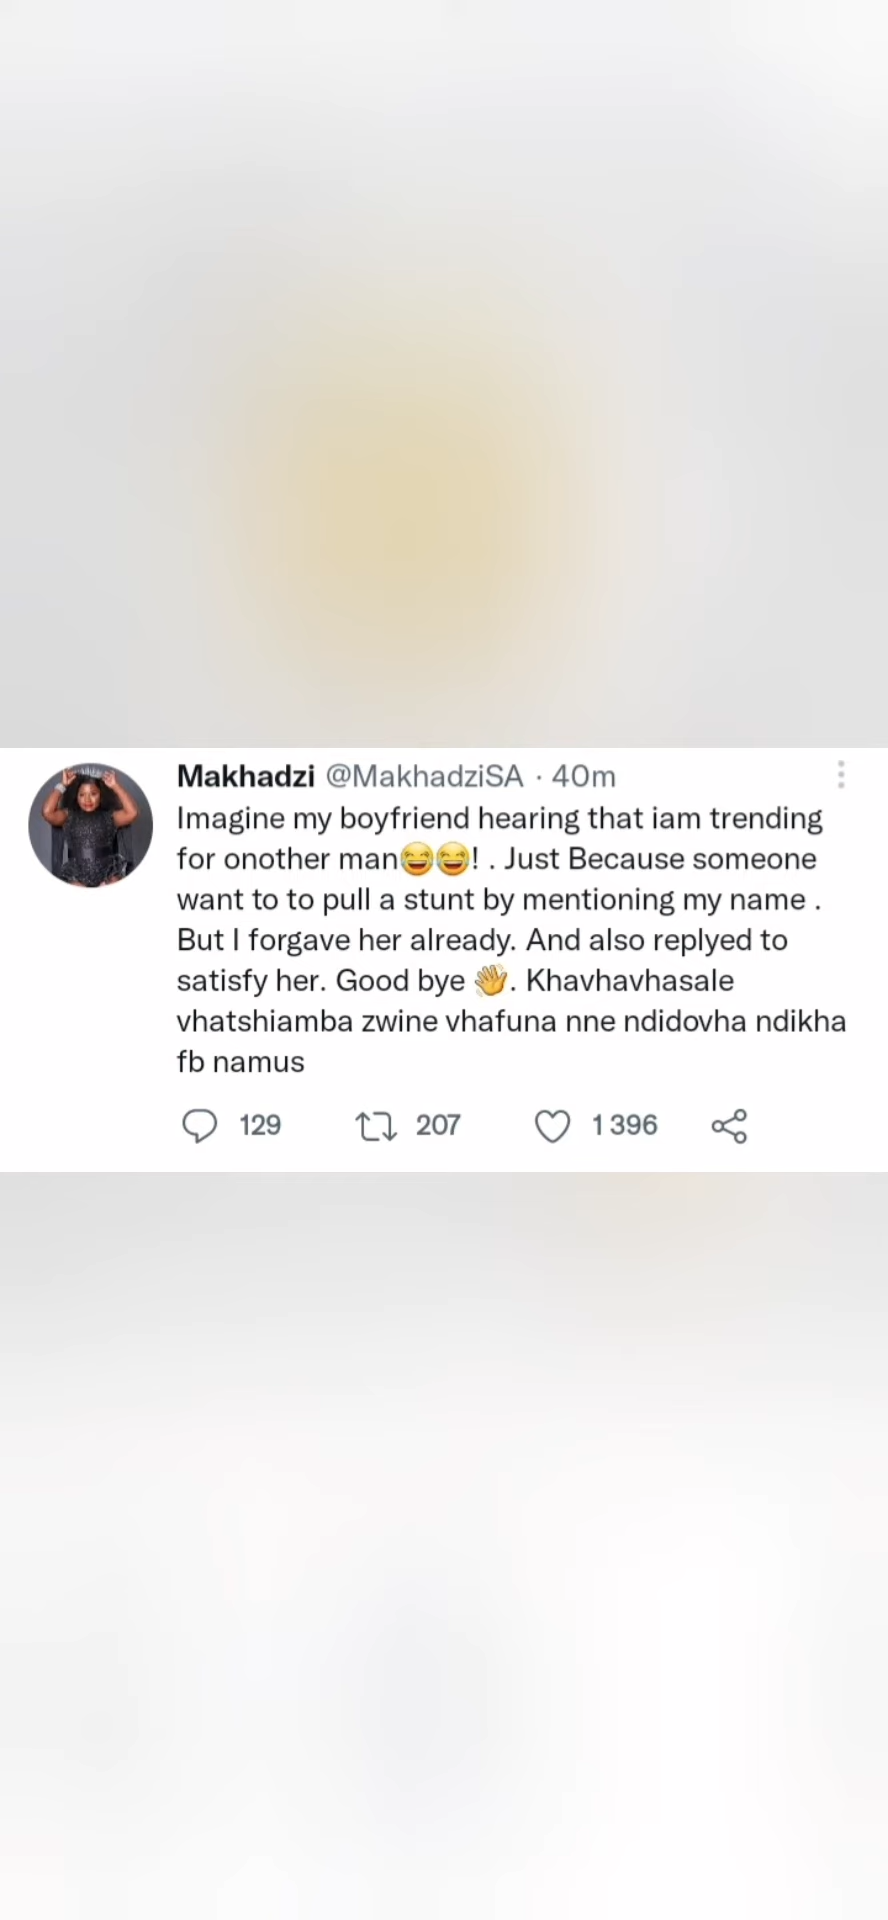 Makhadzi @MakhadziSA · 40m
Imagine my boyfriend hearing that iam trending
for onother man😂😂! . Just Because someone
want to to pull a stunt by mentioning my name .
But I forgave her already. And also replyed to
satisfy her. Good bye 👋. Khavhavhasale
vhatshiamba zwine vhafuna nne ndidovha ndikha
fb namus
129 207 1 396